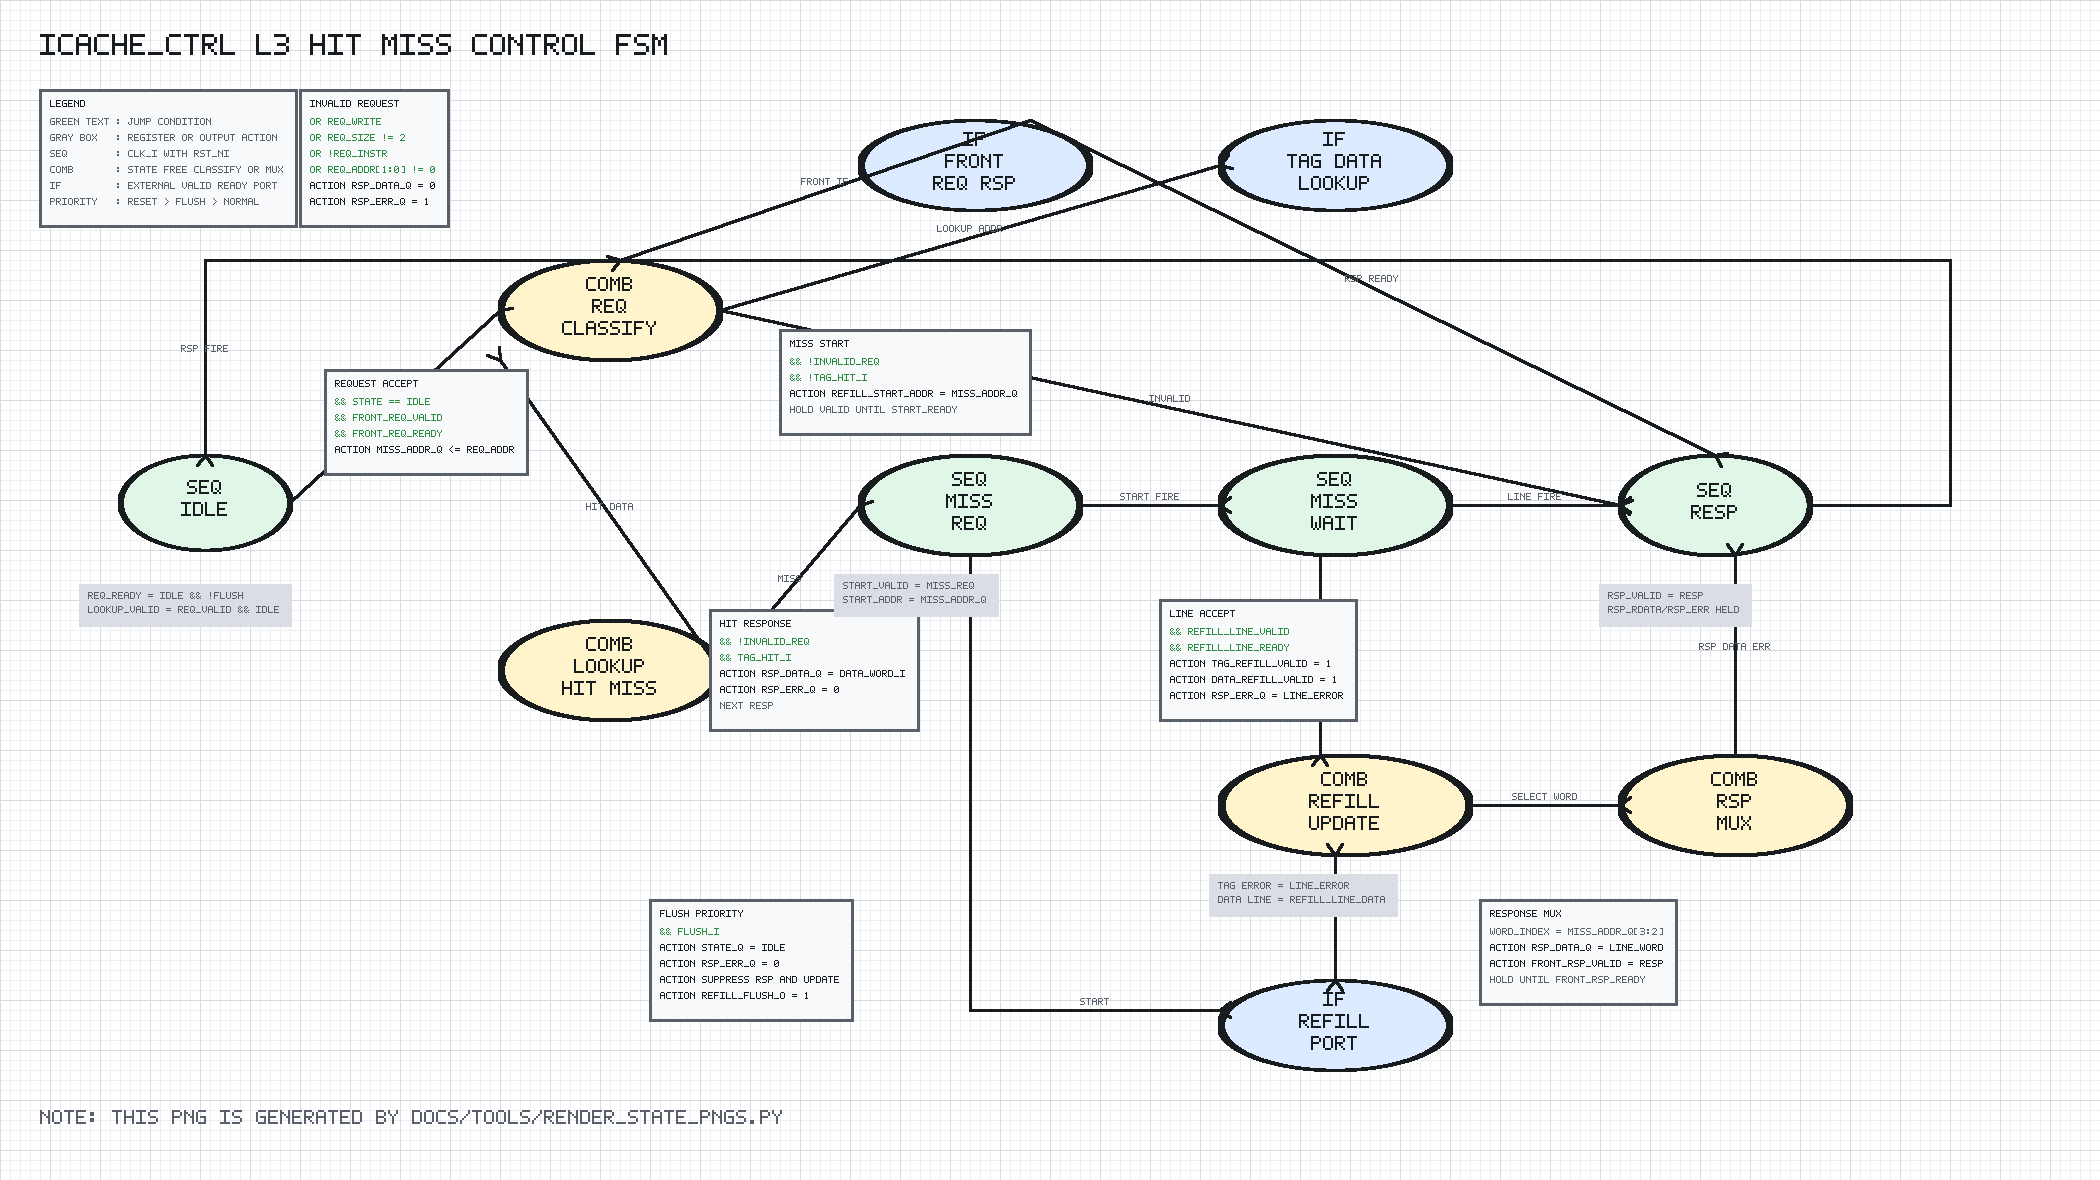 ICACHE_CTRL L3 HIT MISS CONTROL FSM
LEGEND
GREEN TEXT : JUMP CONDITION
GRAY BOX : REGISTER OR OUTPUT ACTION
SEQ : CLK_I WITH RST_NI
COMB : STATE FREE CLASSIFY OR MUX
IF : EXTERNAL VALID READY PORT
PRIORITY : RESET > FLUSH > NORMAL
INVALID REQUEST
OR REQ_WRITE
OR REQ_SIZE != 2
OR !REQ_INSTR
OR REQ_ADDR[1:0] != 0
ACTION RSP_DATA_Q = 0
ACTION RSP_ERR_Q = 1
IF
FRONT
REQ RSP
IF
TAG DATA
LOOKUP
FRONT IF
LOOKUP ADDR
RSP READY
COMB
REQ
CLASSIFY
RSP FIRE
MISS START
&& !INVALID_REQ
&& !TAG_HIT_I
ACTION REFILL_START_ADDR = MISS_ADDR_Q
HOLD VALID UNTIL START_READY
INVALID
REQUEST ACCEPT
&& STATE == IDLE
&& FRONT_REQ_VALID
&& FRONT_REQ_READY
ACTION MISS_ADDR_Q <= REQ_ADDR
SEQ
IDLE
HIT DATA
SEQ
MISS
REQ
START FIRE
SEQ
MISS
WAIT
LINE FIRE
SEQ
RESP
REQ_READY = IDLE && !FLUSH
LOOKUP_VALID = REQ_VALID && IDLE
MISS
START_VALID = MISS_REQ
START_ADDR = MISS_ADDR_Q
RSP_VALID = RESP
RSP_RDATA/RSP_ERR HELD
COMB
LOOKUP
HIT MISS
HIT RESPONSE
&& !INVALID_REQ
&& TAG_HIT_I
ACTION RSP_DATA_Q = DATA_WORD_I
ACTION RSP_ERR_Q = 0
NEXT RESP
LINE ACCEPT
&& REFILL_LINE_VALID
&& REFILL_LINE_READY
ACTION TAG_REFILL_VALID = 1
ACTION DATA_REFILL_VALID = 1
ACTION RSP_ERR_Q = LINE_ERROR
RSP DATA ERR
COMB
REFILL
UPDATE
SELECT WORD
COMB
RSP
MUX
TAG ERROR = LINE_ERROR
DATA LINE = REFILL_LINE_DATA
FLUSH PRIORITY
&& FLUSH_I
ACTION STATE_Q = IDLE
ACTION RSP_ERR_Q = 0
ACTION SUPPRESS RSP AND UPDATE
ACTION REFILL_FLUSH_O = 1
RESPONSE MUX
WORD_INDEX = MISS_ADDR_Q[3:2]
ACTION RSP_DATA_Q = LINE_WORD
ACTION FRONT_RSP_VALID = RESP
HOLD UNTIL FRONT_RSP_READY
START
IF
REFILL
PORT
NOTE: THIS PNG IS GENERATED BY DOCS/TOOLS/RENDER_STATE_PNGS.PY